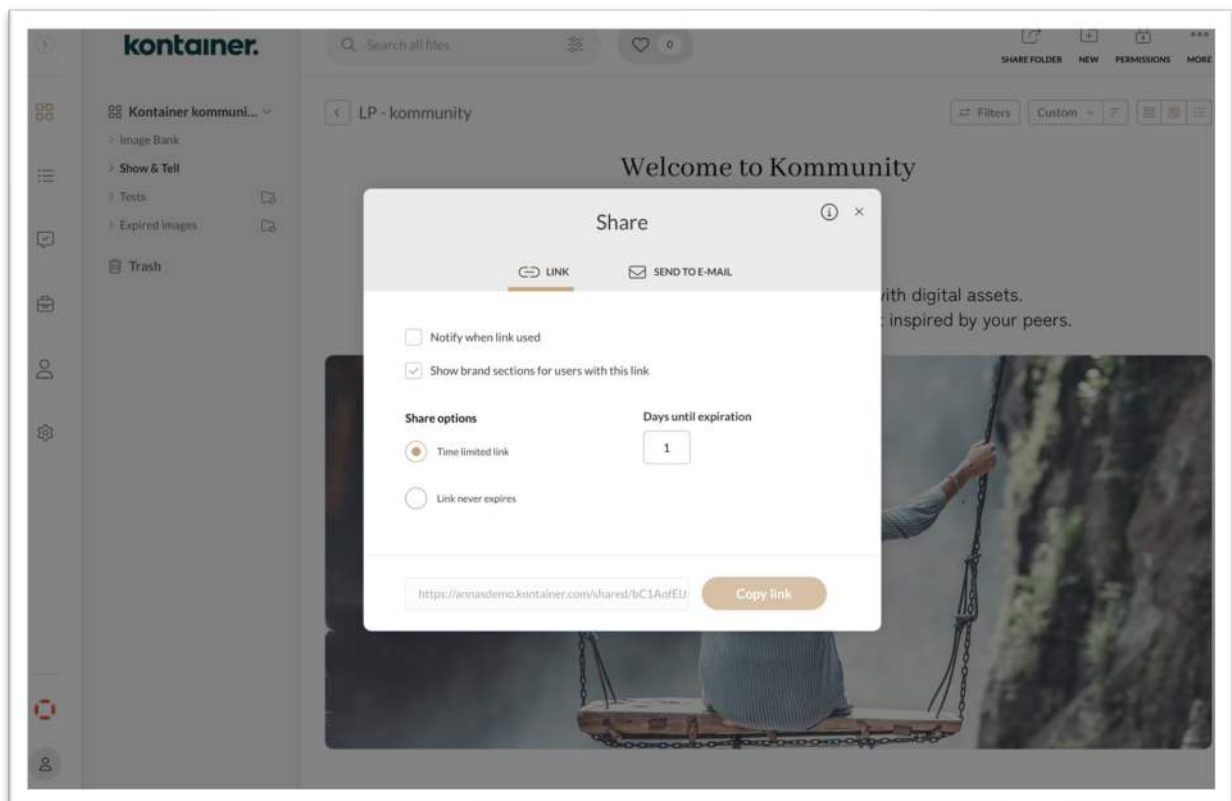 kontainer.
Search all files
0
SHARE FOLDER
NEW
PERMISSIONS
MORE
Kontainer kommuni...
Image Bank
Show & Tell
Tests
Expired images
Trash
LP - kommunity
Filters
Custom
Welcome to Kommunity
with digital assets.
inspired by your peers.
Share
LINK
SEND TO E-MAIL
Notify when link used
Show brand sections for users with this link
Share options
Days until expiration
Time limited link
1
Link never expires
https://annasdemo.kontainer.com/shared/bC1AofEU
Copy link